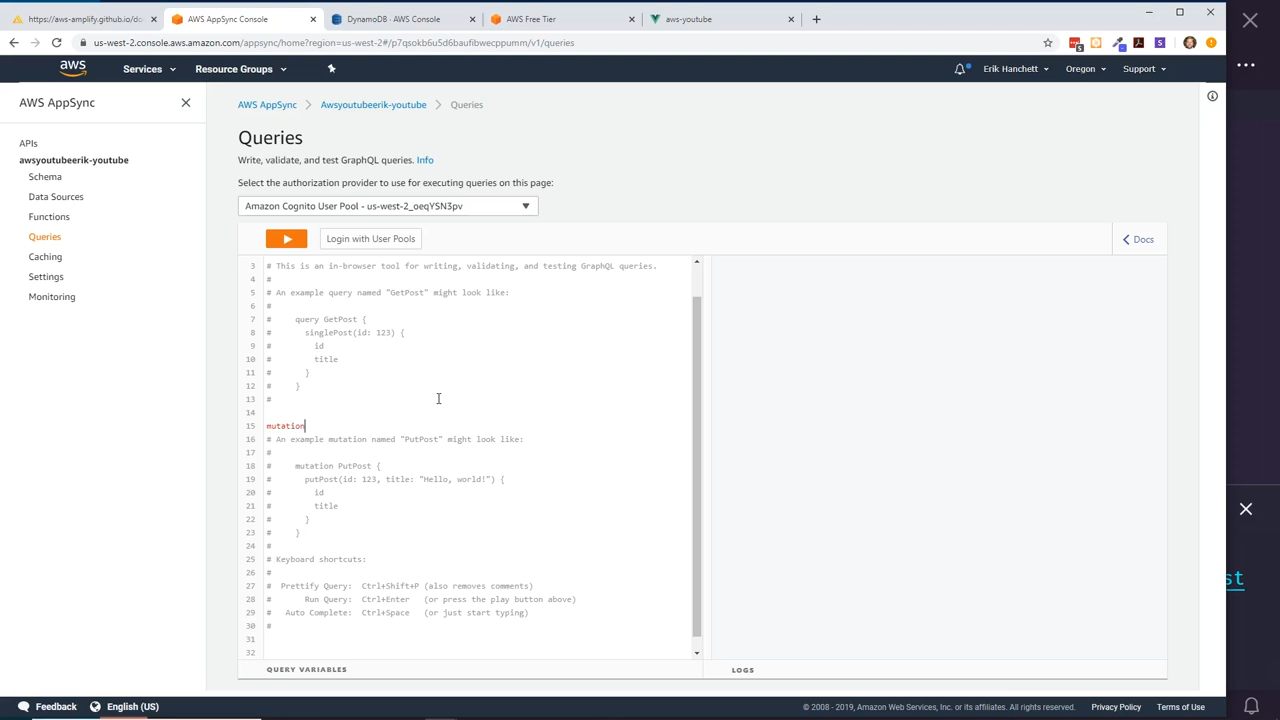 https://aws-amplify.github.io/do
AWS AppSync Console
DynamoDB · AWS Console
AWS Free Tier
aws-youtube
us-west-2.console.aws.amazon.com/appsync/home?region=us-west-2#/p7qsokb6u5d6baufibwecppumm/v1/queries
aws
Services
Resource Groups
Erik Hanchett
Oregon
Support
AWS AppSync
AWS AppSync > Awsyoutubeerik-youtube > Queries
APIs
awsyoutubeerik-youtube
Schema
Data Sources
Functions
Queries
Caching
Settings
Monitoring
Queries
Write, validate, and test GraphQL queries. Info
Select the authorization provider to use for executing queries on this page:
Amazon Cognito User Pool - us-west-2_oeqYSN3pv
Login with User Pools
Docs
3 # This is an in-browser tool for writing, validating, and testing GraphQL queries.
4 #
5 # An example query named "GetPost" might look like:
6 #
7 # query GetPost {
8 # singlePost(id: 123) {
9 # id
10 # title
11 # }
12 # }
13 #
14
15 mutation
16 # An example mutation named "PutPost" might look like:
17 #
18 # mutation PutPost {
19 # putPost(id: 123, title: "Hello, world!") {
20 # id
21 # title
22 # }
23 # }
24 #
25 # Keyboard shortcuts:
26 #
27 # Prettify Query: Ctrl+Shift+P (also removes comments)
28 # Run Query: Ctrl+Enter (or press the play button above)
29 # Auto Complete: Ctrl+Space (or just start typing)
30 #
31
32
QUERY VARIABLES
LOGS
st
Feedback
English (US)
© 2008 - 2019, Amazon Web Services, Inc. or its affiliates. All rights reserved.
Privacy Policy
Terms of Use